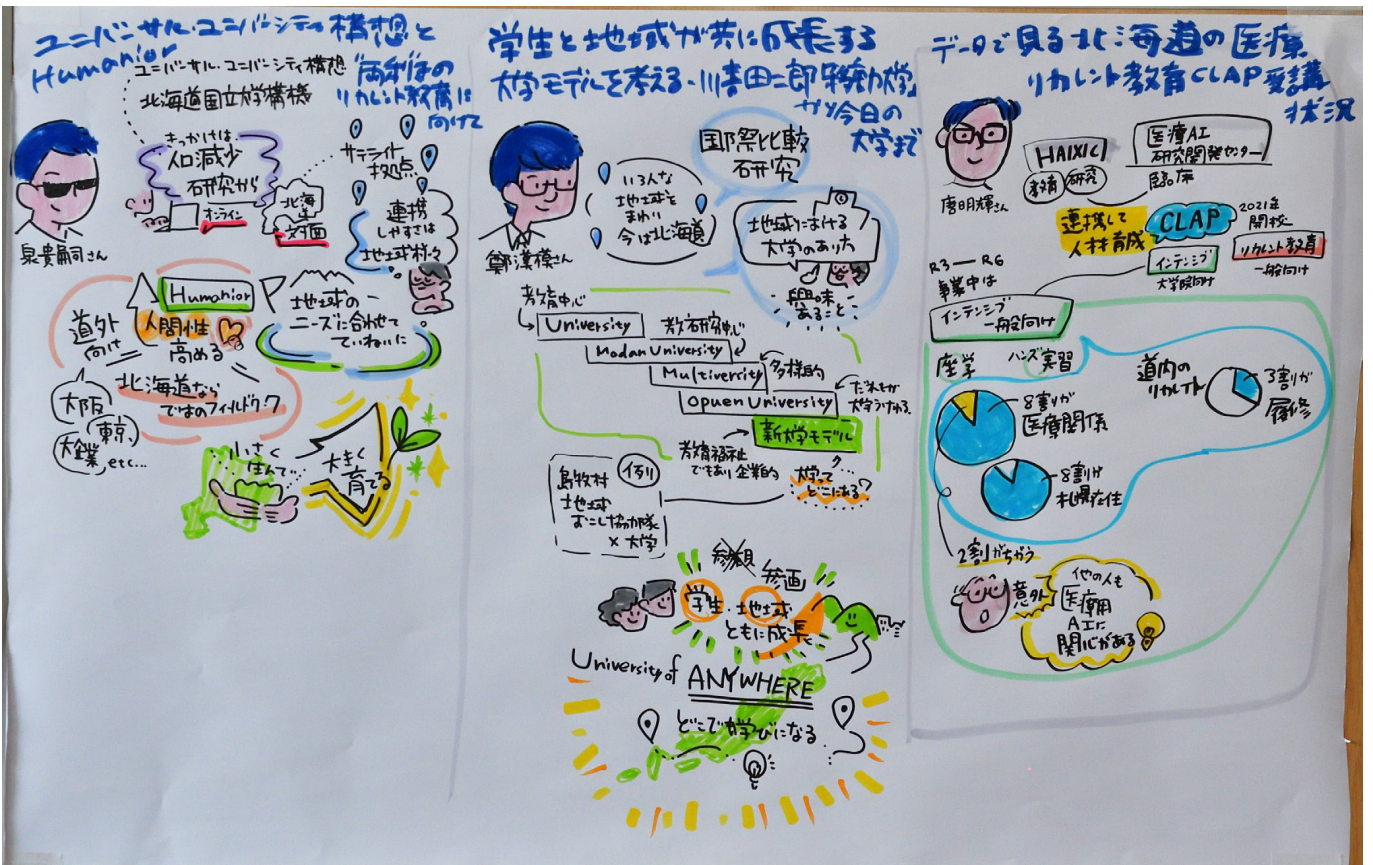 ユニバーサル・ユニバーシティ構想と
Humanior
"両利きの
リカレント教育に
向けて
ユニバーサル・ユニバーシティ構想
北海道国立大学機構
きっかけは
人口減少
研究が
オンライン
北海道
対面
サテライト
拠点
連携
しやすさは
地域様々
泉貴嗣さん
Humanior
人間性
高める
道外
向け
地域の
ニーズに合わせて
ていねいに
北海道なら
ではのフィールドワーク
大阪
東京、
大企業
etc...
小さく
生んで
大きく
育てる
学生と地域が共に成長する
大学モデルを考える・川喜田二郎「移動大学」
から今日の
大学まで
国際比較
研究
いろんな
地域を
まわり
今は北海道
地域における
大学のあり方
興味
あること
鄭漢模さん
教育中心
University
教育研究中心
Modan University
Multiversity
多様的
Opuen University
だれもが
大学うけれる
新大学モデル
教育福祉
でもあり企業的
大学って
どこにある?
例
島牧村
地域
おこし協力隊
×大学
参加
参画
学生・地域
ともに成長
University of ANYWHERE
どこでも学びになる
データで見る北海道の医療
リカレント教育CLAP受講
状況
唐明輝さん
HAIXIC
教育
研究
医療AI
研究開発センター
臨床
連携して
人材育成
CLAP
2021年
開校
インテンシブ
大学院向け
リカレント教育
一般向け
R3―R6
事業中は
インテンシブ
一般向け
座学
ハンズ実習
8割が
医療関係
8割が
札幌在住
道内の
リカレント
3割が
履修
2割がちがう
意外
他の人も
医療用
AIに
関心がある